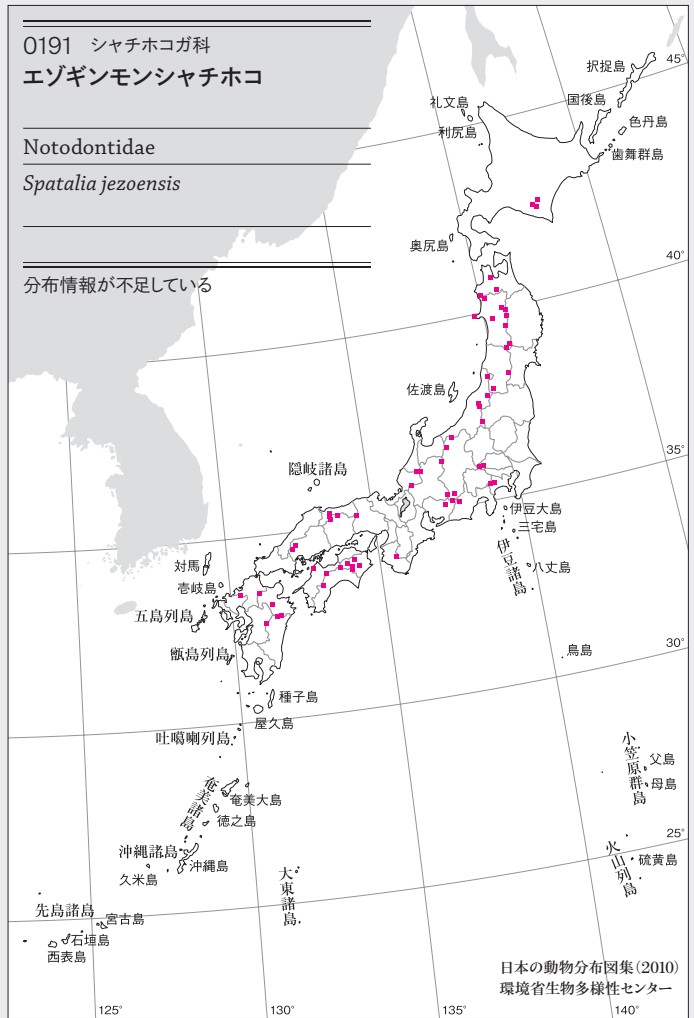 0191 シャチホコガ科
エゾギンモンシャチホコ
Notodontidae
Spatalia jezoensis
分布情報が不足している
45°
択捉島
国後島
礼文島
色丹島
利尻島
歯舞群島
奥尻島
40°
佐渡島
35°
隠岐諸島
伊豆大島
三宅島
伊豆諸島
八丈島
対馬
壱岐島
五島列島
甑島列島
鳥島
30°
種子島
屋久島
吐噶喇列島
小笠原群島
父島
母島
奄美諸島
奄美大島
徳之島
25°
沖縄諸島
沖縄島
久米島
火山列島
硫黄島
大東諸島
先島諸島
宮古島
石垣島
西表島
日本の動物分布図集(2010)
環境省生物多様性センター
125°
130°
135°
140°